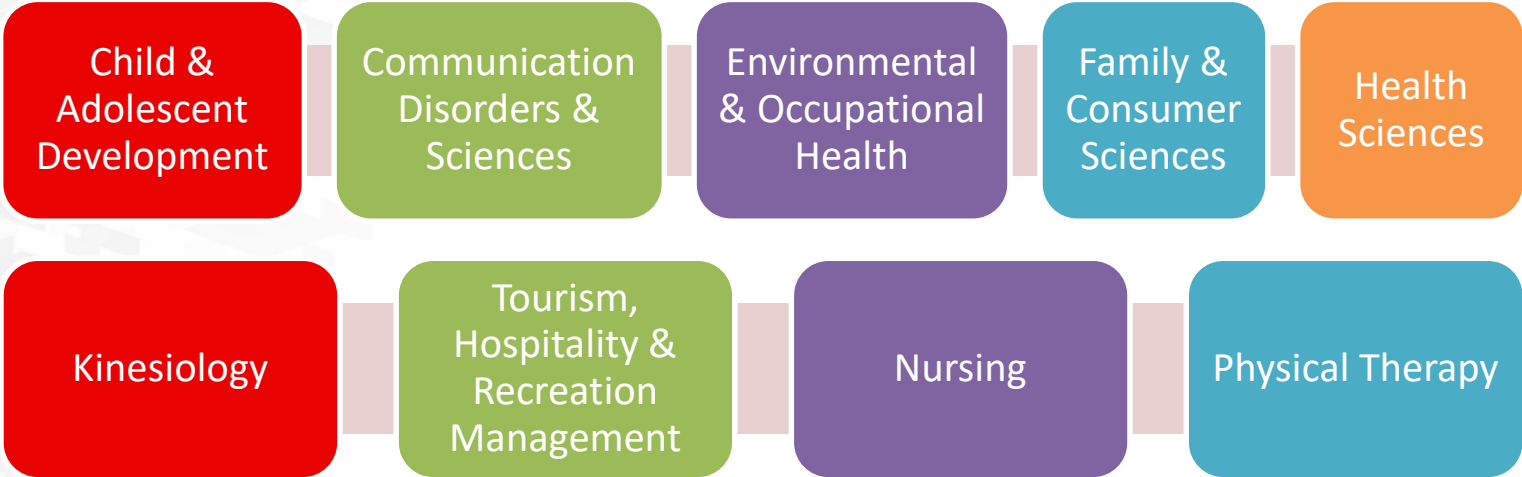 Child &
Adolescent
Development
Communication
Disorders &
Sciences
Environmental
& Occupational
Health
Family &
Consumer
Sciences
Health
Sciences
Kinesiology
Tourism,
Hospitality &
Recreation
Management
Nursing
Physical Therapy